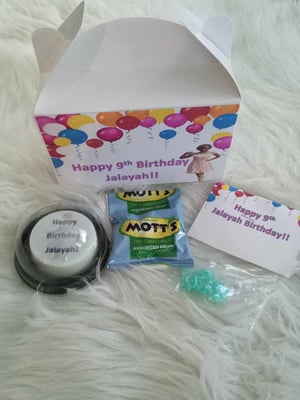 Happy 9th Birthday
Jalayah!!
Happy
Birthday
Jalayah!
MOTT'S
MOTT'S
ASSORTED FRUIT
Happy 9th
Jalayah Birthday!!